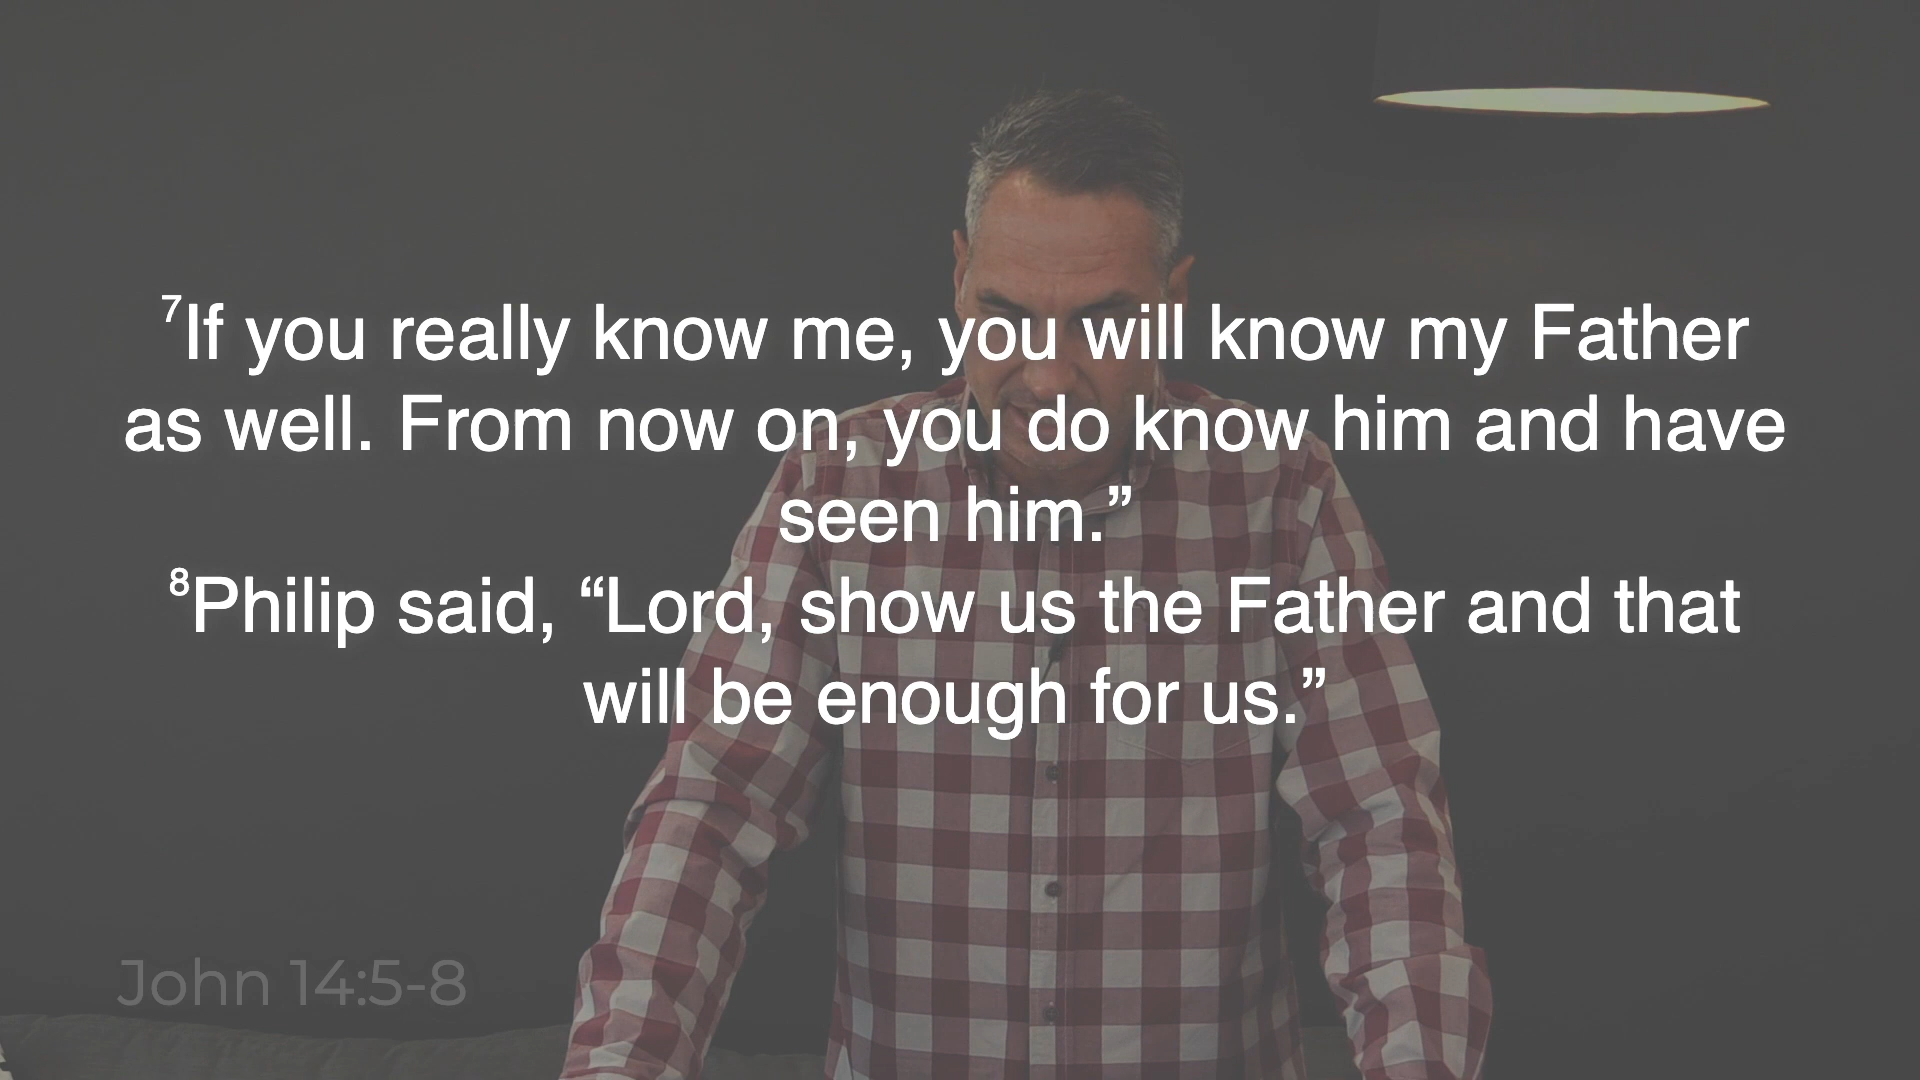 ⁷If you really know me, you will know my Father
as well. From now on, you do know him and have
seen him.”
⁸Philip said, “Lord, show us the Father and that
will be enough for us.”
John 14:5-8